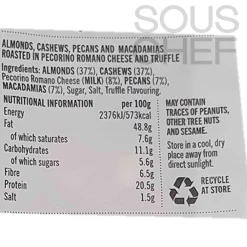 SOUS
CHEF
ALMONDS, CASHEWS, PECANS AND MACADAMIAS
ROASTED IN PECORINO ROMANO CHEESE AND TRUFFLE
Ingredients: ALMONDS (37%), CASHEWS (37%),
Pecorino Romano Cheese (MILK) (8%), PECANS (7%),
MACADAMIAS (7%), Sugar, Salt, Truffle Flavouring.
NUTRITIONAL INFORMATION per 100g
Energy 2376kJ/573kcal
Fat 48.8g
of which saturates 7.6g
Carbohydrates 11.1g
of which sugars 5.6g
Fibre 6.5g
Protein 20.5g
Salt 1.5g
MAY CONTAIN
TRACES OF PEANUTS,
OTHER TREE NUTS
AND SESAME.
Store in a cool, dry
place away from
direct sunlight.
RECYCLE
AT STORE